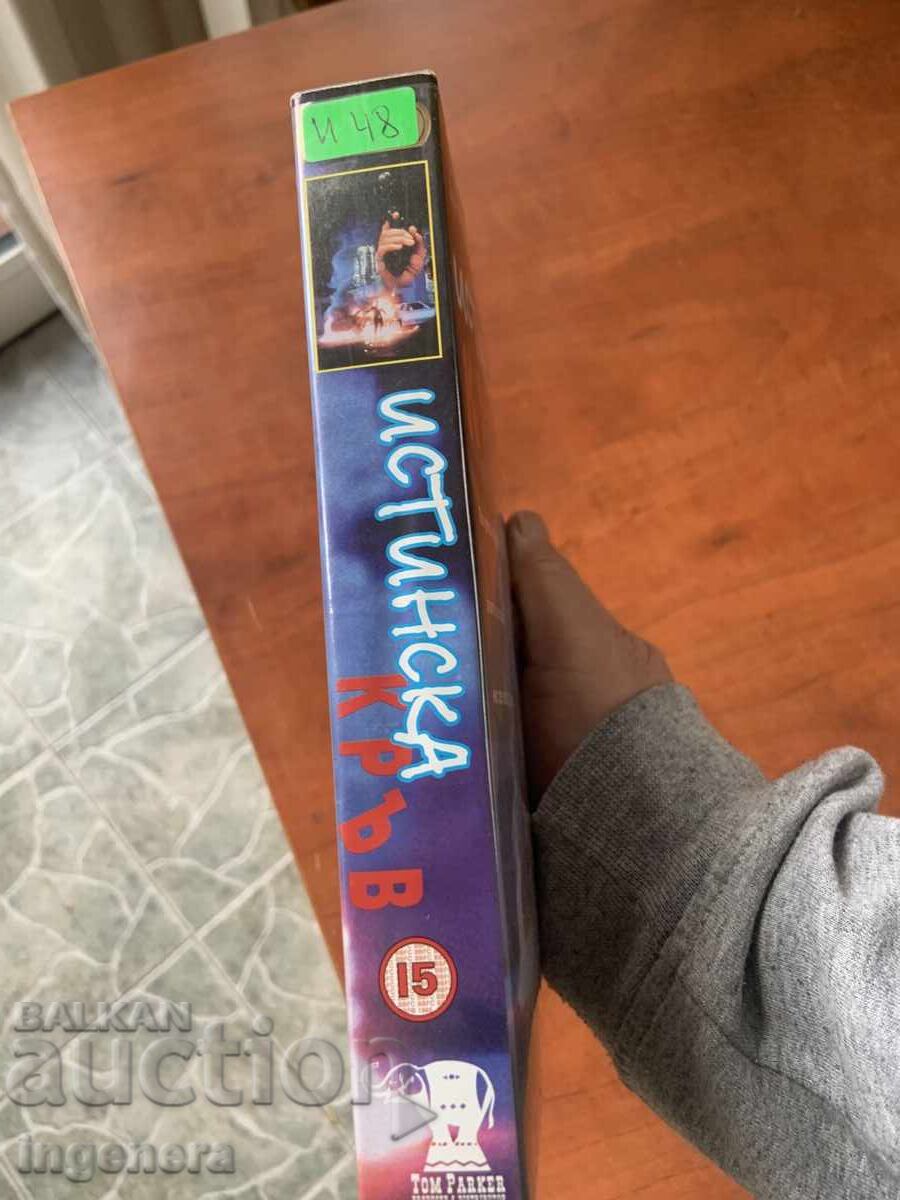 И 48
ИСТИНСКА
КРЪВ
15
TOM PARKER
BALKAN
auction
ingenera